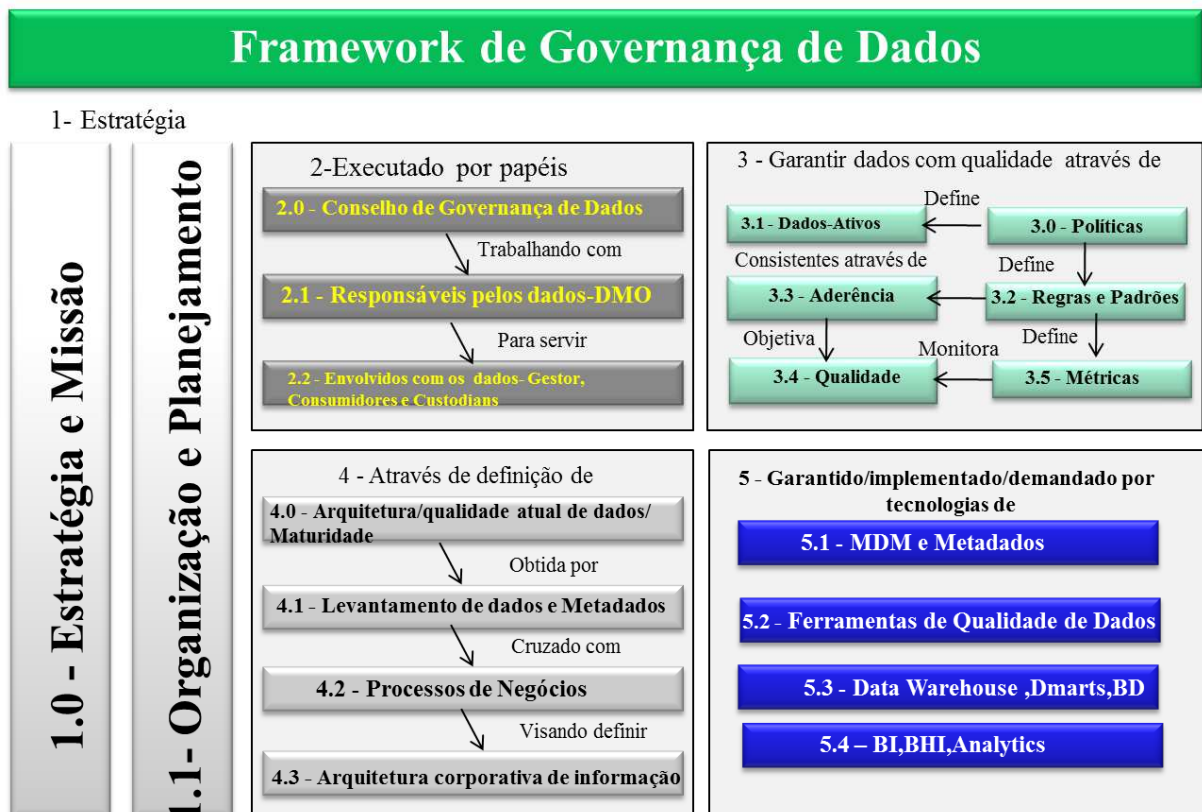 Framework de Governança de Dados
1- Estratégia
1.0 - Estratégia e Missão
1.1- Organização e Planejamento
2-Executado por papéis
2.0 - Conselho de Governança de Dados
Trabalhando com
2.1 - Responsáveis pelos dados-DMO
Para servir
2.2 - Envolvidos com os dados- Gestor,
Consumidores e Custodians
3 - Garantir dados com qualidade através de
Define
3.1 - Dados-Ativos
3.0 - Políticas
Consistentes através de
Define
3.3 - Aderência
3.2 - Regras e Padrões
Objetiva
Monitora
Define
3.4 - Qualidade
3.5 - Métricas
4 - Através de definição de
4.0 - Arquitetura/qualidade atual de dados/
Maturidade
Obtida por
4.1 - Levantamento de dados e Metadados
Cruzado com
4.2 - Processos de Negócios
Visando definir
4.3 - Arquitetura corporativa de informação
5 - Garantido/implementado/demandado por
tecnologias de
5.1 - MDM e Metadados
5.2 - Ferramentas de Qualidade de Dados
5.3 - Data Warehouse ,Dmarts,BD
5.4 – BI,BHI,Analytics